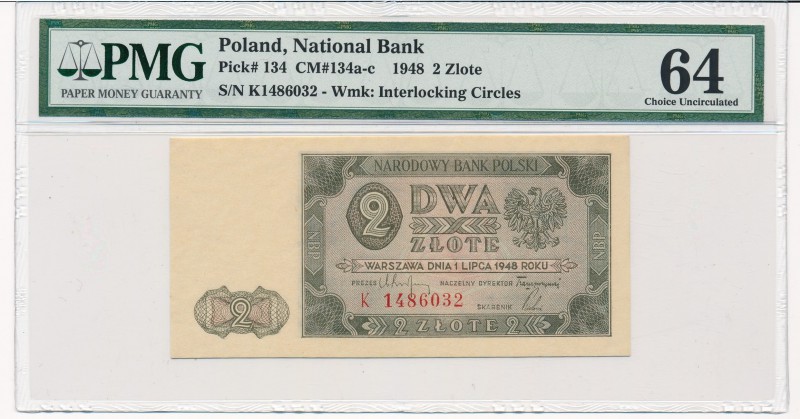 PMG
PAPER MONEY GUARANTY
Poland, National Bank
Pick# 134 CM#134a-c 1948 2 Zlote
S/N K1486032 - Wmk: Interlocking Circles
64
Choice Uncirculated
NARODOWY BANK POLSKI
2 DWA
ZŁOTE
NBP
NBP
WARSZAWA DNIA 1 LIPCA 1948 ROKU
PREZES NACZELNY DYREKTOR
K 1486032
SKARBNIK
2
2 ZŁOTE 2